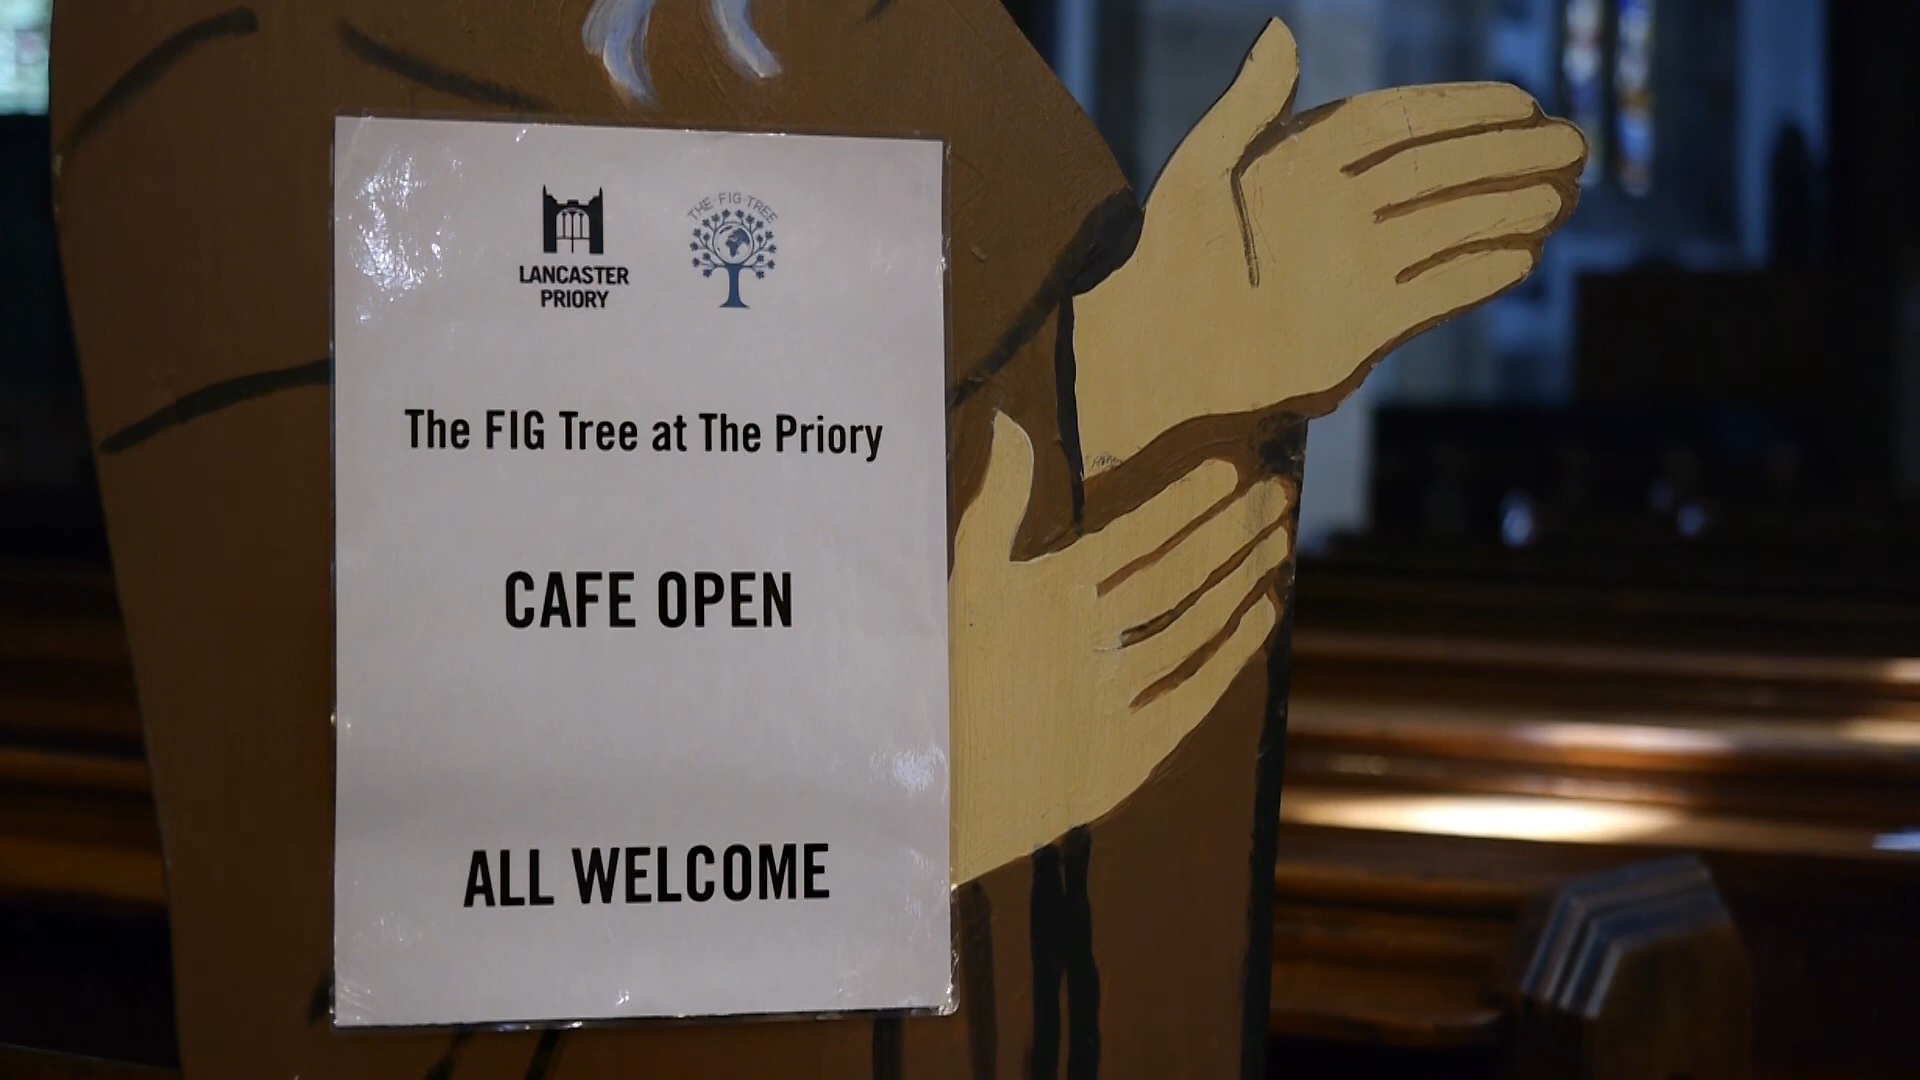 LANCASTER
PRIORY
THE FIG TREE
The FIG Tree at The Priory
CAFE OPEN
ALL WELCOME